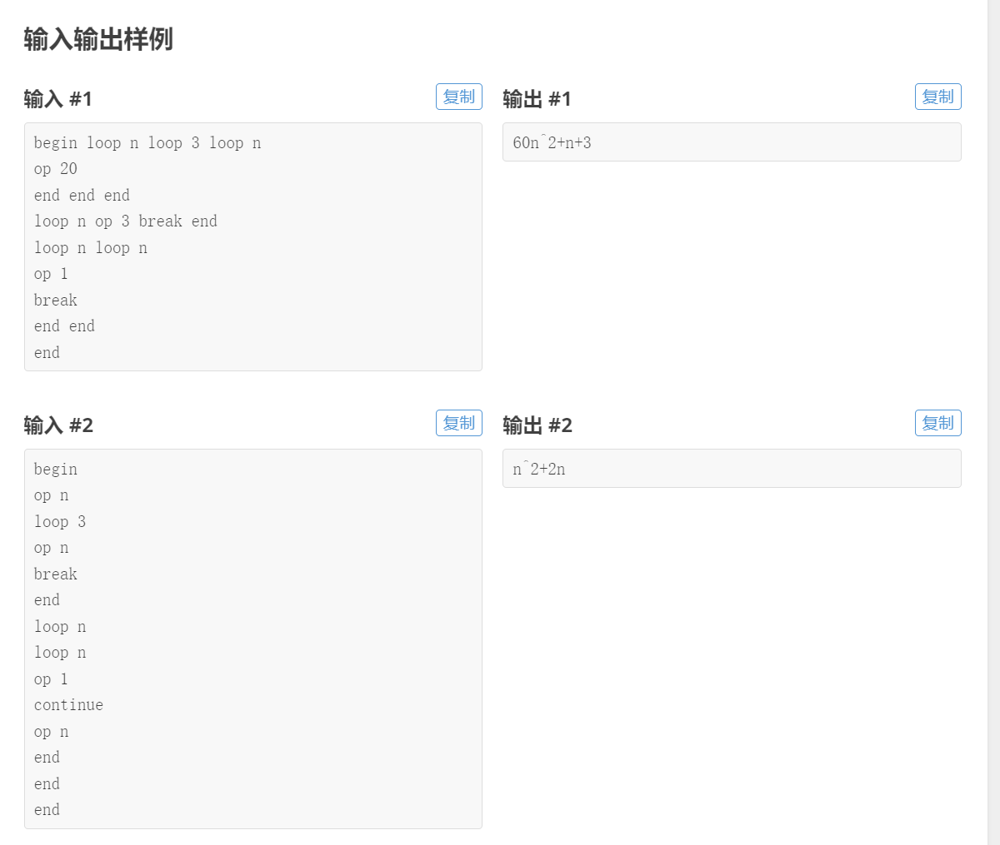 输入输出样例
输入 #1
复制
输出 #1
复制
begin loop n loop 3 loop n
op 20
end end end
loop n op 3 break end
loop n loop n
op 1
break
end end
end
60n^2+n+3
输入 #2
复制
输出 #2
复制
begin
op n
loop 3
op n
break
end
loop n
loop n
op 1
continue
op n
end
end
end
n^2+2n